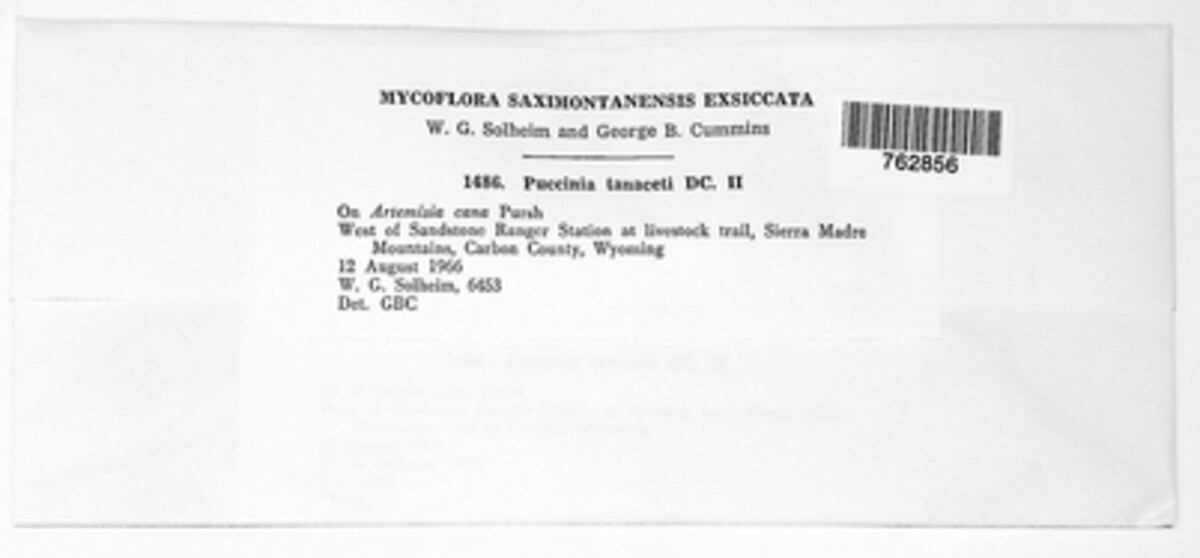 MYCOFLORA SAXIMONTANENSIS EXSICCATA
W. G. Solheim and George B. Cummins
762856
1486. Puccinia tanaceti DC. II
On Artemisia cana Pursh
West of Sandstone Ranger Station at livestock trail, Sierra Madre
Mountains, Carbon County, Wyoming
12 August 1966
W. G. Solheim, 6453
Det. GBC